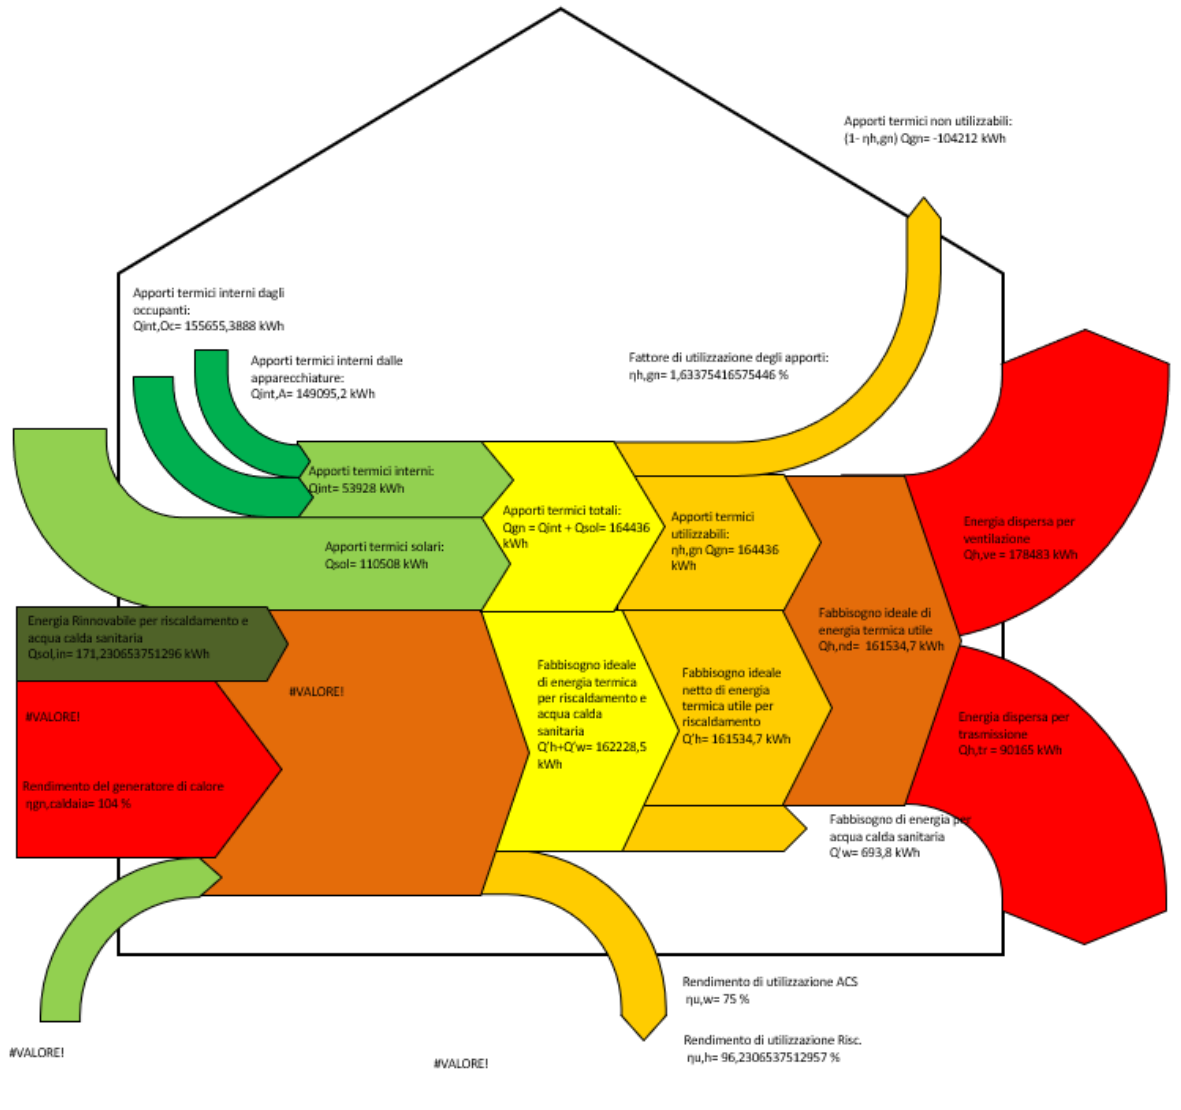 Apporti termici non utilizzabili:
(1- ηh,gn) Qgn= -104212 kWh
Apporti termici interni dagli
occupanti:
Qint,Oc= 155655,3888 kWh
Apporti termici interni dalle
apparecchiature:
Qint,A= 149095,2 kWh
Fattore di utilizzazione degli apporti:
ηh,gn= 1,63375416575446 %
Apporti termici interni:
Qint= 53928 kWh
Apporti termici solari:
Qsol= 110508 kWh
Apporti termici totali:
Qgn = Qint + Qsol= 164436
kWh
Apporti termici
utilizzabili:
ηh,gn Qgn= 164436
kWh
Energia dispersa per
ventilazione
Qh,ve = 178483 kWh
Fabbisogno ideale di
energia termica utile
Qh,nd= 161534,7 kWh
Energia Rinnovabile per riscaldamento e
acqua calda sanitaria
Qsol,in= 171,230653751296 kWh
#VALORE!
#VALORE!
Rendimento del generatore di calore
ηgn,caldaia= 104 %
Fabbisogno ideale
di energia termica
per riscaldamento e
acqua calda
sanitaria
Q'h+Q'w= 162228,5
kWh
Fabbisogno ideale
netto di energia
termica utile per
riscaldamento
Q'h= 161534,7 kWh
Energia dispersa per
trasmissione
Qh,tr = 90165 kWh
Fabbisogno di energia per
acqua calda sanitaria
Q'w= 693,8 kWh
Rendimento di utilizzazione ACS
ηu,w= 75 %
Rendimento di utilizzazione Risc.
ηu,h= 96,2306537512957 %
#VALORE!
#VALORE!